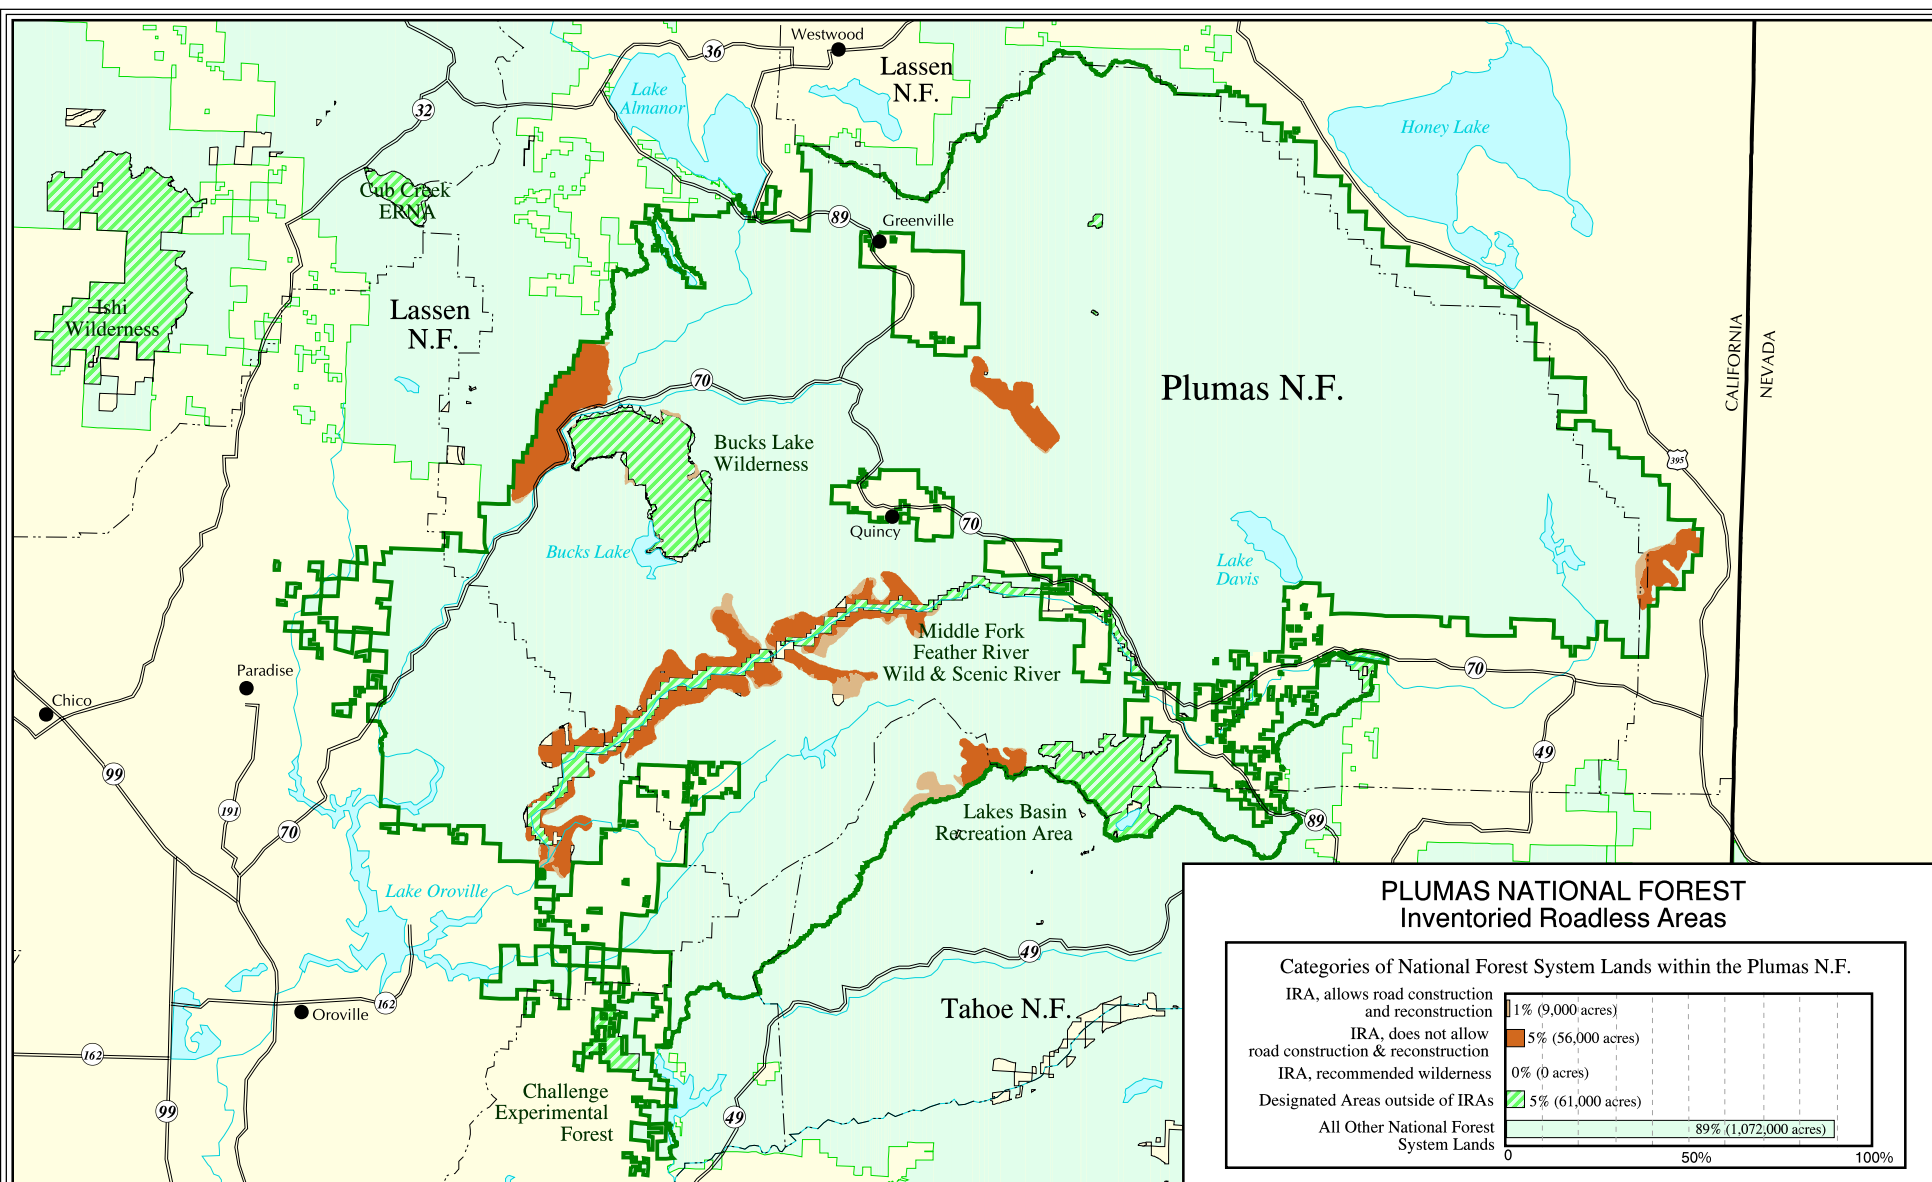 Westwood
36
Lassen
N.F.
Lake
Almanor
32
Honey Lake
Cub Creek
ERNA
89
Greenville
Ishi
Wilderness
Lassen
N.F.
CALIFORNIA
NEVADA
70
Plumas N.F.
Bucks Lake
Wilderness
395
Quincy
70
Bucks Lake
Lake
Davis
Middle Fork
Feather River
Wild & Scenic River
Paradise
70
Chico
49
99
191
70
Lakes Basin
Recreation Area
89
Lake Oroville
49
162
Oroville
Tahoe N.F.
162
Challenge
Experimental
Forest
99
49
PLUMAS NATIONAL FOREST
Inventoried Roadless Areas
Categories of National Forest System Lands within the Plumas N.F.
IRA, allows road construction
and reconstruction
1% (9,000 acres)
IRA, does not allow
road construction & reconstruction
5% (56,000 acres)
IRA, recommended wilderness
0% (0 acres)
Designated Areas outside of IRAs
5% (61,000 acres)
All Other National Forest
System Lands
89% (1,072,000 acres)
0 50% 100%